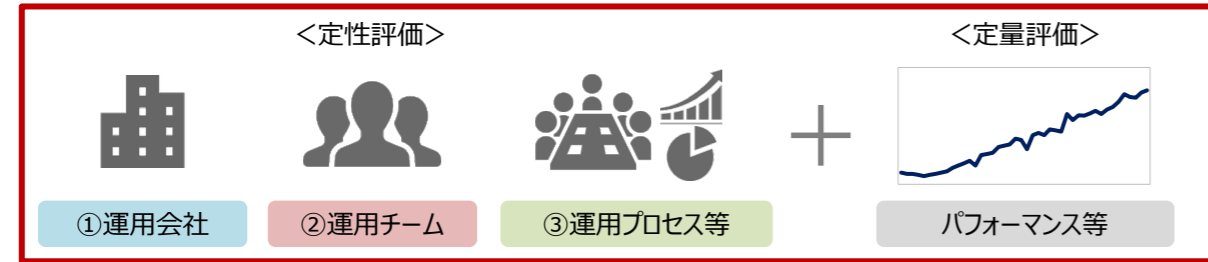 ＜定性評価＞
＜定量評価＞
①運用会社
②運用チーム
③運用プロセス等
パフォーマンス等